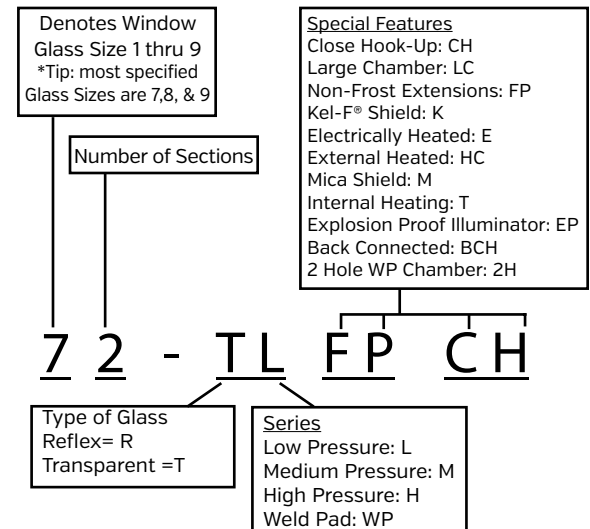 Denotes Window
Glass Size 1 thru 9
*Tip: most specified
Glass Sizes are 7,8, & 9
Number of Sections
Special Features
Close Hook-Up: CH
Large Chamber: LC
Non-Frost Extensions: FP
Kel-F® Shield: K
Electrically Heated: E
External Heated: HC
Mica Shield: M
Internal Heating: T
Explosion Proof Illuminator: EP
Back Connected: BCH
2 Hole WP Chamber: 2H
7 2 - TL FP CH
Type of Glass
Reflex= R
Transparent =T
Series
Low Pressure: L
Medium Pressure: M
High Pressure: H
Weld Pad: WP